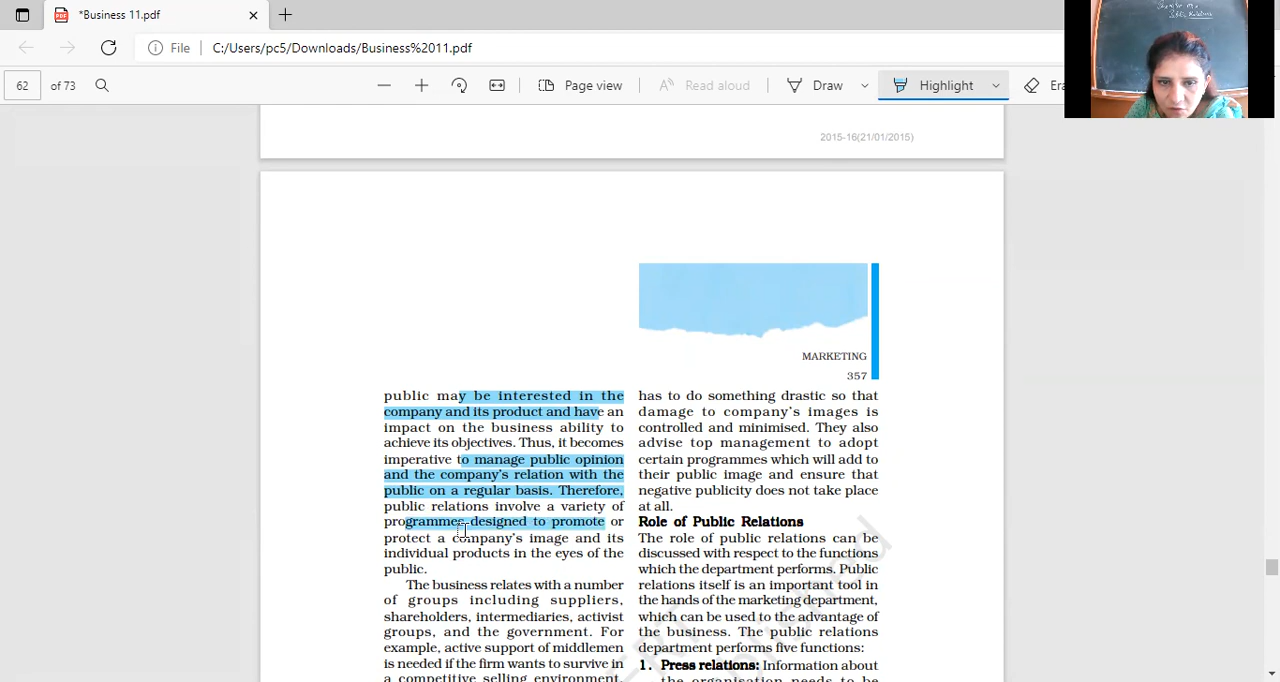 *Business 11.pdf
File
C:/Users/pc5/Downloads/Business%2011.pdf
62
of 73
Page view
Read aloud
Draw
Highlight
Era
2015-16(21/01/2015)
MARKETING
357
public may be interested in the
company and its product and have an
impact on the business ability to
achieve its objectives. Thus, it becomes
imperative to manage public opinion
and the company's relation with the
public on a regular basis. Therefore,
public relations involve a variety of
programmes designed to promote or
protect a company's image and its
individual products in the eyes of the
public.
The business relates with a number
of groups including suppliers,
shareholders, intermediaries, activist
groups, and the government. For
example, active support of middlemen
is needed if the firm wants to survive in
a competitive selling environment.
has to do something drastic so that
damage to company's images is
controlled and minimised. They also
advise top management to adopt
certain programmes which will add to
their public image and ensure that
negative publicity does not take place
at all.
Role of Public Relations
The role of public relations can be
discussed with respect to the functions
which the department performs. Public
relations itself is an important tool in
the hands of the marketing department,
which can be used to the advantage of
the business. The public relations
department performs five functions:
1. Press relations: Information about
the organisation needs to be